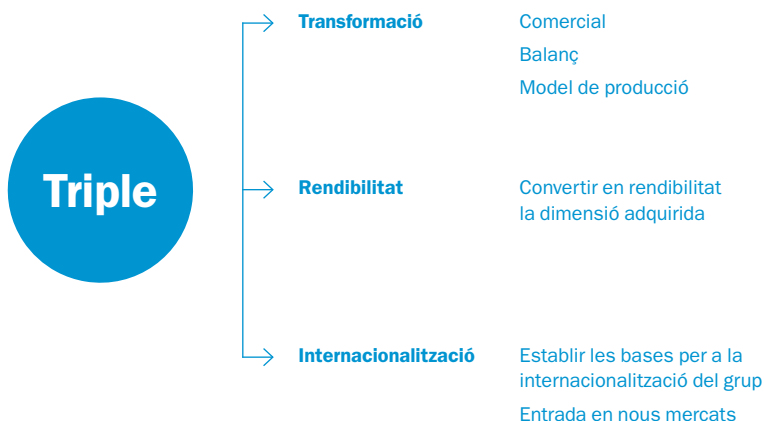 Triple
Transformació
Comercial
Balanç
Model de producció
Rendibilitat
Convertir en rendibilitat
la dimensió adquirida
Internacionalització
Establir les bases per a la
internacionalització del grup
Entrada en nous mercats